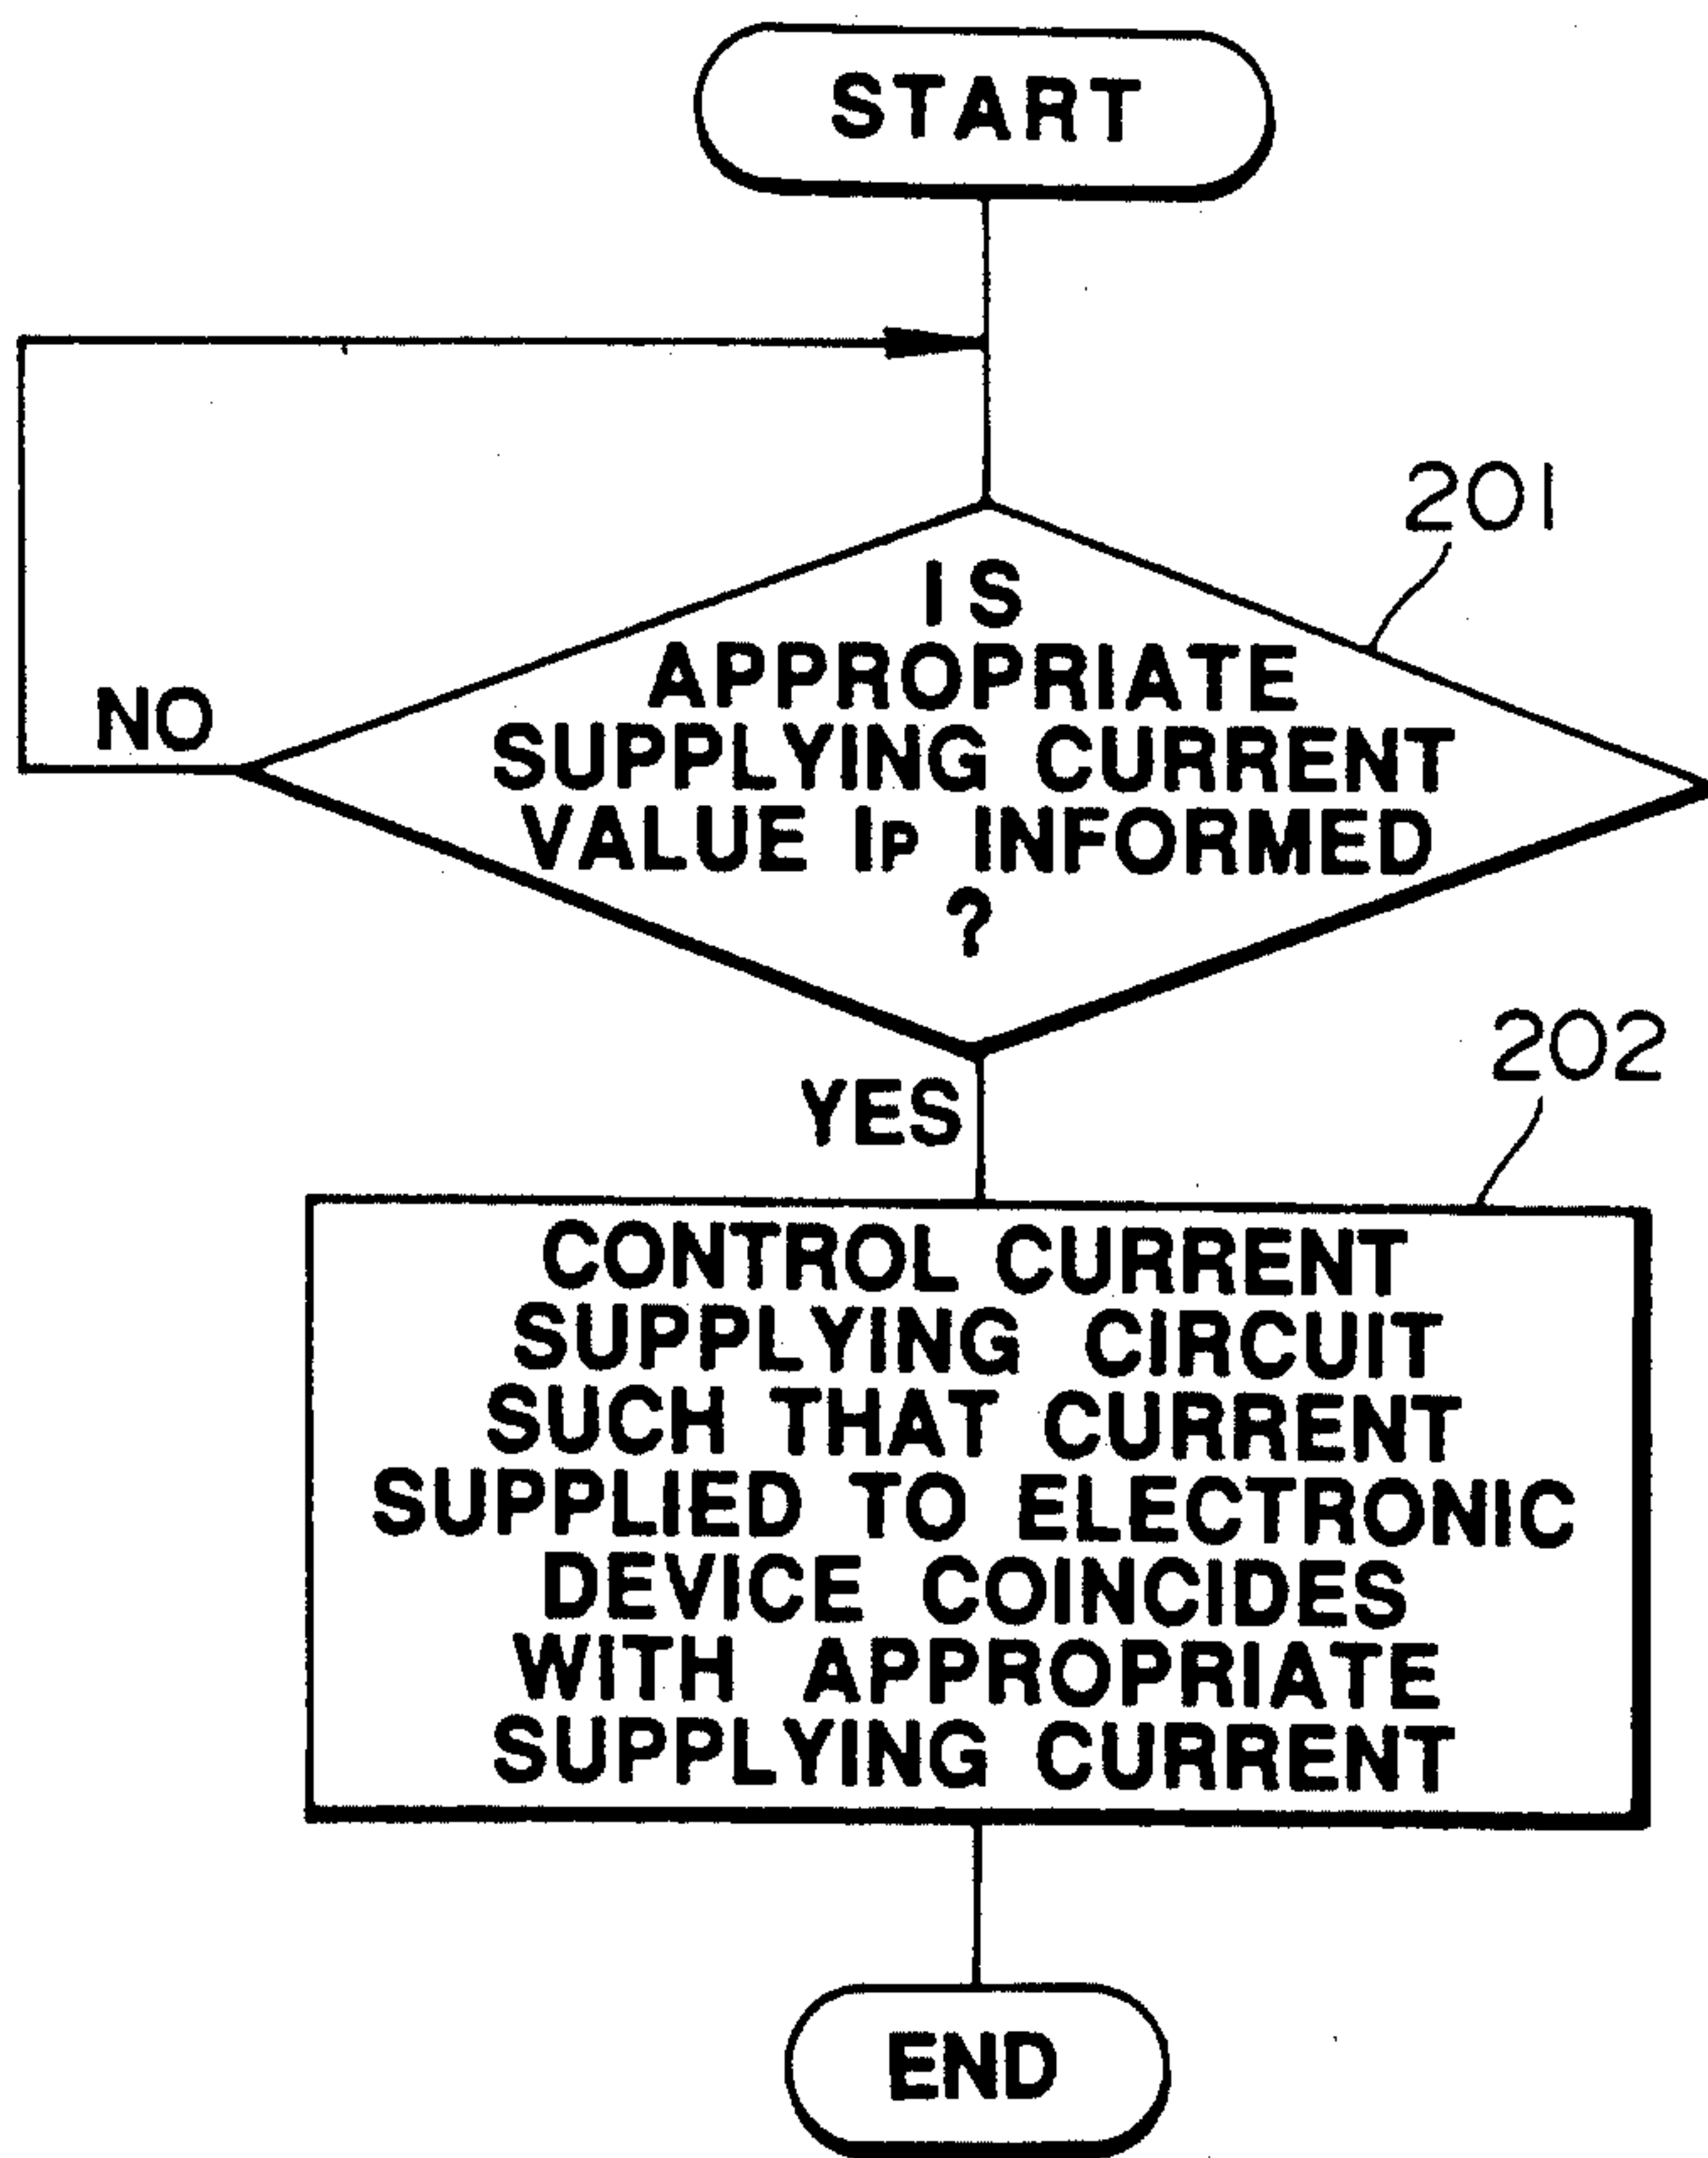 START
201
IS
APPROPRIATE
SUPPLYING CURRENT
VALUE IP INFORMED
?
NO
YES
202
CONTROL CURRENT
SUPPLYING CIRCUIT
SUCH THAT CURRENT
SUPPLIED TO ELECTRONIC
DEVICE COINCIDES
WITH APPROPRIATE
SUPPLYING CURRENT
END